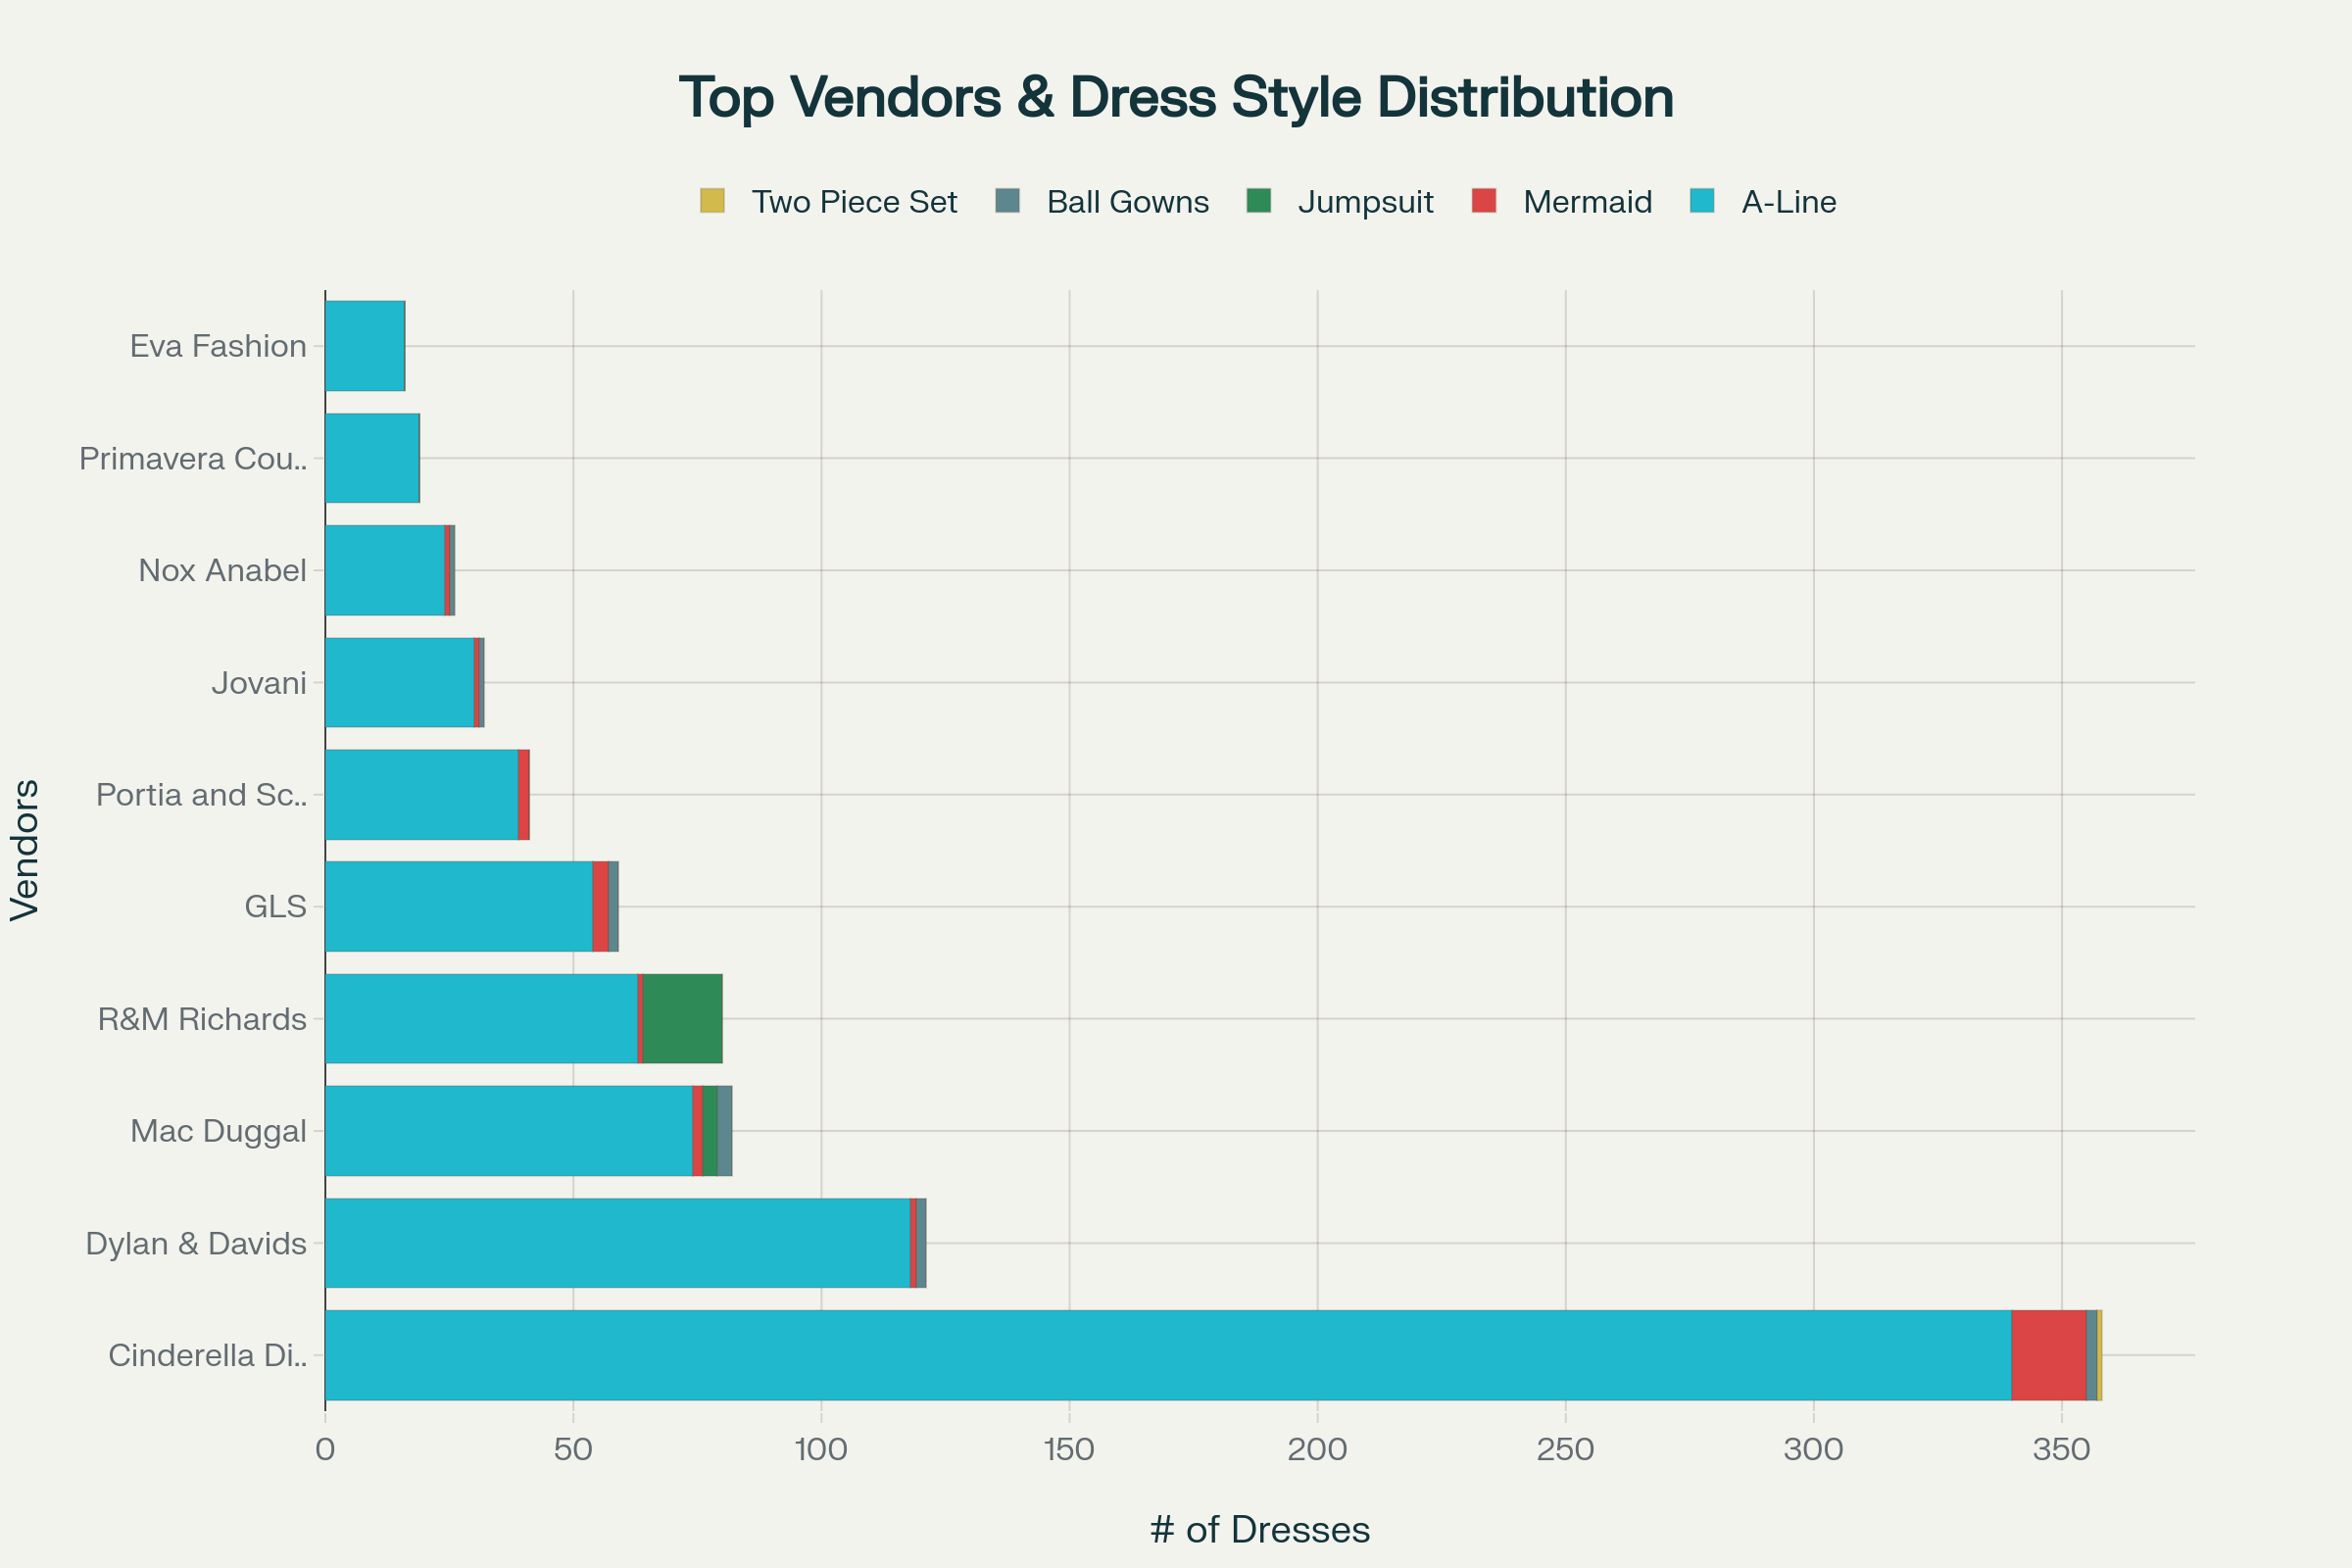 Top Vendors & Dress Style Distribution
Two Piece Set Ball Gowns Jumpsuit Mermaid A-Line
Eva Fashion
Primavera Cou..
Nox Anabel
Jovani
Portia and Sc..
GLS
R&M Richards
Mac Duggal
Dylan & Davids
Cinderella Di..
Vendors
0 50 100 150 200 250 300 350
# of Dresses